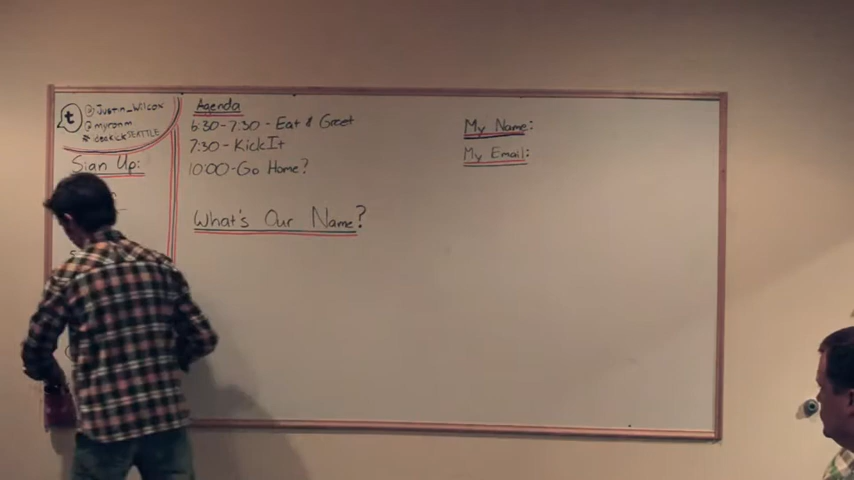 t @Justin_Wilcox
@myronm
Sign Up:
Agenda
6:30-7:30 - Eat & Greet
7:30 - Kick It
10:00-Go Home?
What's Our Name?
My Name:
My Email: